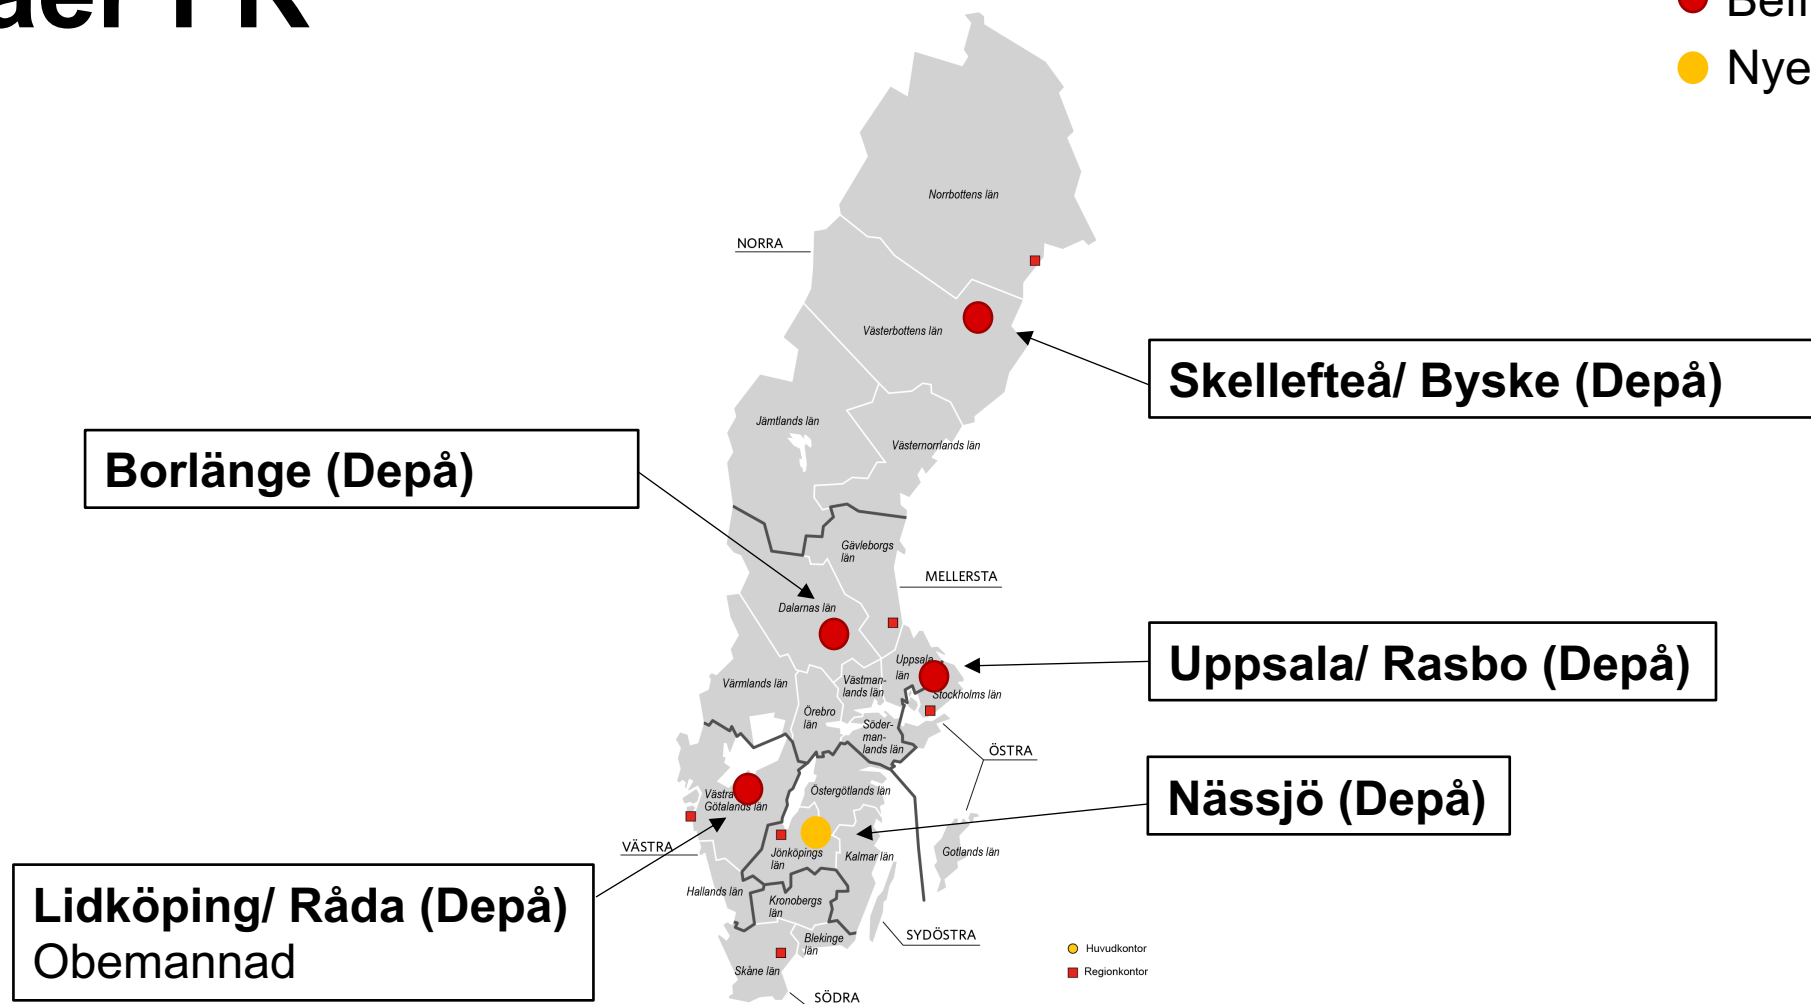 Nye
Norrbottens län
NORRA
Västerbottens län
Skellefteå/ Byske (Depå)
Jämtlands län
Västernorrlands län
Borlänge (Depå)
Gävleborgs
län
MELLERSTA
Dalarnas län
Uppsala
län
Uppsala/ Rasbo (Depå)
Västman-
lands län
Värmlands län
Stockholms län
Örebro
län
Söder-
man-
lands län
ÖSTRA
Östergötlands län
Västra
Götalands län
Nässjö (Depå)
VÄSTRA
Jönköpings
län
Kalmar län
Gotlands län
Lidköping/ Råda (Depå)
Obemannad
Hallands län
Kronobergs
län
Blekinge
län
SYDÖSTRA
Huvudkontor
Skåne län
Regionkontor
SÖDRA